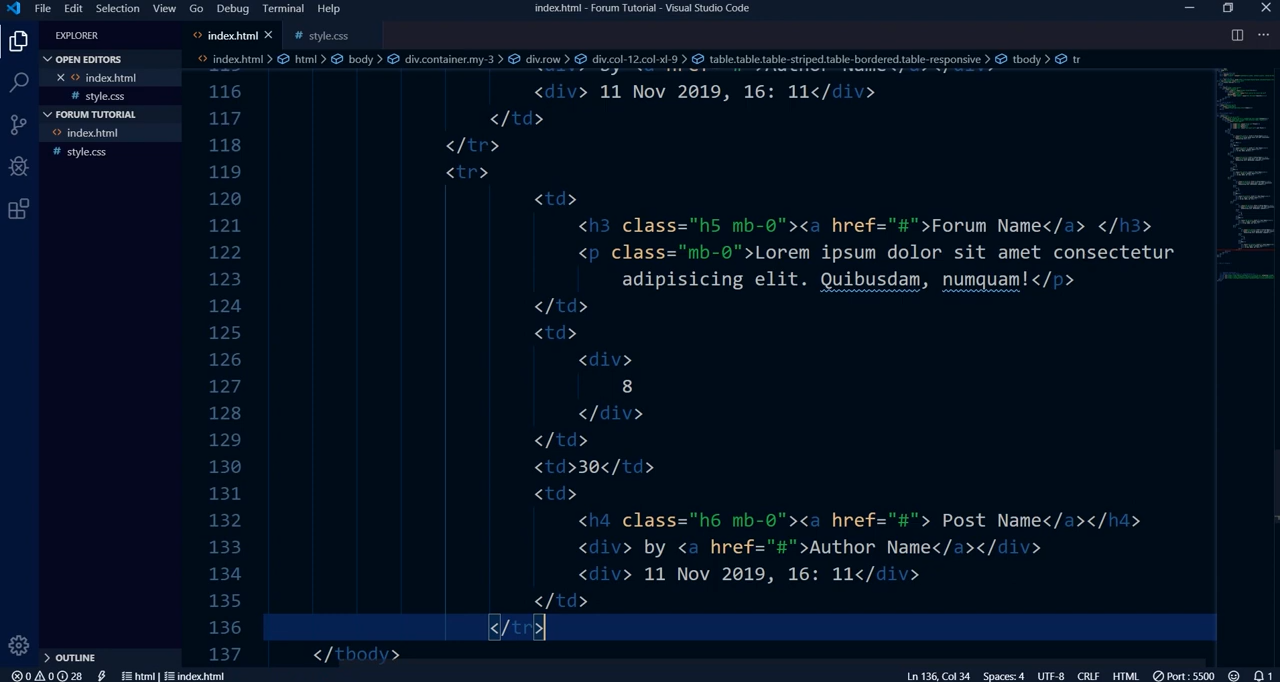 File Edit Selection View Go Debug Terminal Help
index.html - Forum Tutorial - Visual Studio Code
EXPLORER
OPEN EDITORS
index.html
style.css
FORUM TUTORIAL
index.html
style.css
OUTLINE
index.html
style.css
index.html > html > body > div.container.my-3 > div.row > div.col-12.col-xl-9 > table.table.table-striped.table-bordered.table-responsive > tbody > tr
116 <div> 11 Nov 2019, 16: 11</div>
117 </td>
118 </tr>
119 <tr>
120 <td>
121 <h3 class="h5 mb-0"><a href="#">Forum Name</a> </h3>
122 <p class="mb-0">Lorem ipsum dolor sit amet consectetur
123 adipisicing elit. Quibusdam, numquam!</p>
124 </td>
125 <td>
126 <div>
127 8
128 </div>
129 </td>
130 <td>30</td>
131 <td>
132 <h4 class="h6 mb-0"><a href="#"> Post Name</a></h4>
133 <div> by <a href="#">Author Name</a></div>
134 <div> 11 Nov 2019, 16: 11</div>
135 </td>
136 </tr>
137 </tbody>
0 0 28 html index.html Ln 136, Col 34 Spaces: 4 UTF-8 CRLF HTML Port : 5500 1